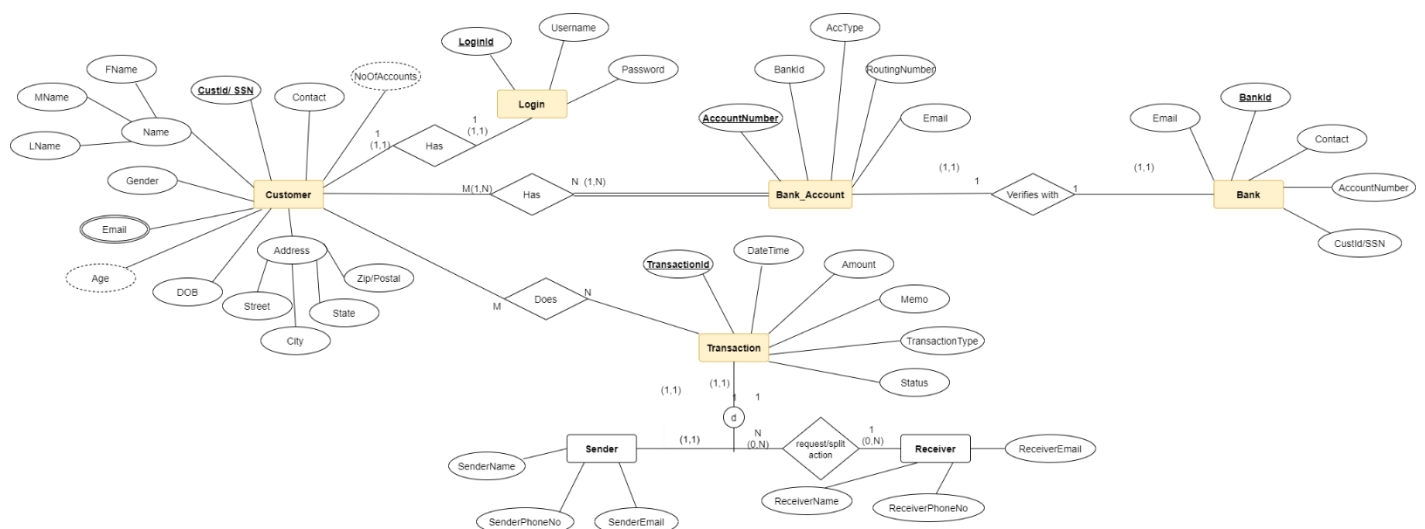 LoginId
Username
AccType
FName
CustId/ SSN
NoOfAccounts
BankId
RoutingNumber
Password
BankId
MName
Contact
Login
Name
AccountNumber
Email
Email
Contact
LName
1
(1,1)
Has
1
(1,1)
Gender
Customer
M(1,N)
Has
N (1,N)
Bank_Account
(1,1)
1
Verifies with
(1,1)
1
Bank
AccountNumber
CustId/SSN
Email
Address
Age
DOB
Street
City
State
Zip/Postal
M
Does
N
TransactionId
DateTime
Amount
Memo
Transaction
TransactionType
Status
(1,1)
(1,1)
1
1
d
Sender
(1,1)
N
(0,N)
request/split
action
1
(0,N)
Receiver
ReceiverEmail
SenderName
SenderPhoneNo
SenderEmail
ReceiverName
ReceiverPhoneNo